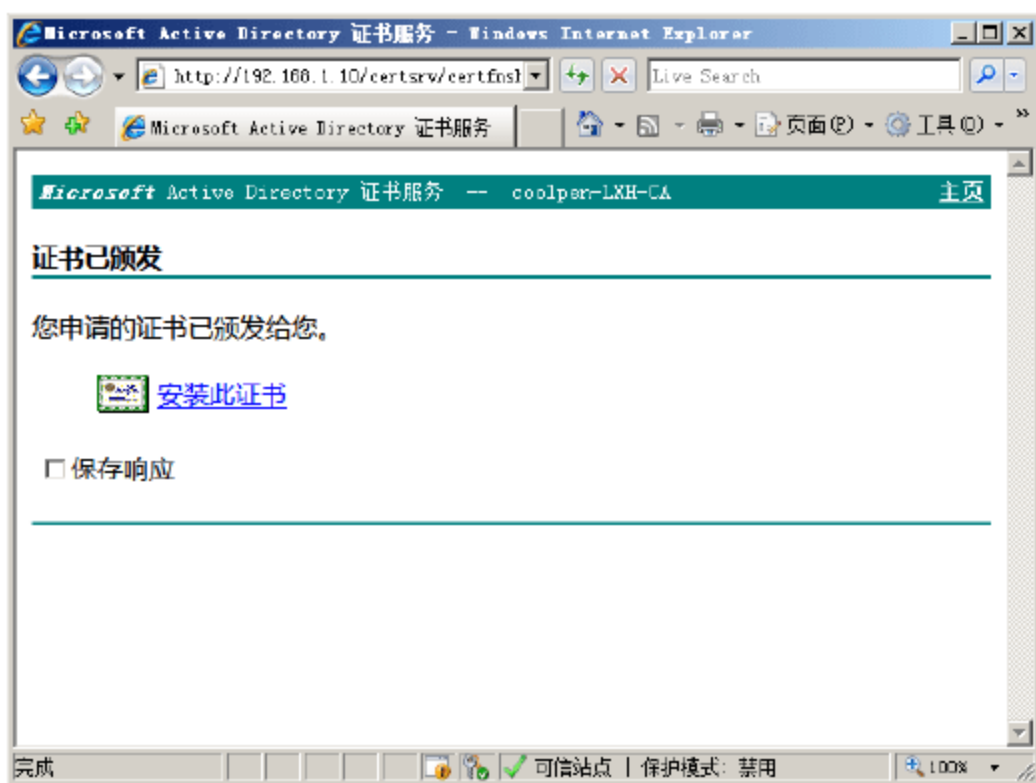 Microsoft Active Directory 证书服务 - Windows Internet Explorer
http://192.168.1.10/certsrv/certfnsh
Live Search
Microsoft Active Directory 证书服务
页面(P)
工具(O)
Microsoft Active Directory 证书服务 -- coolpen-LXH-CA
主页
证书已颁发
您申请的证书已颁发给您。
安装此证书
保存响应
完成
可信站点 | 保护模式: 禁用
100%